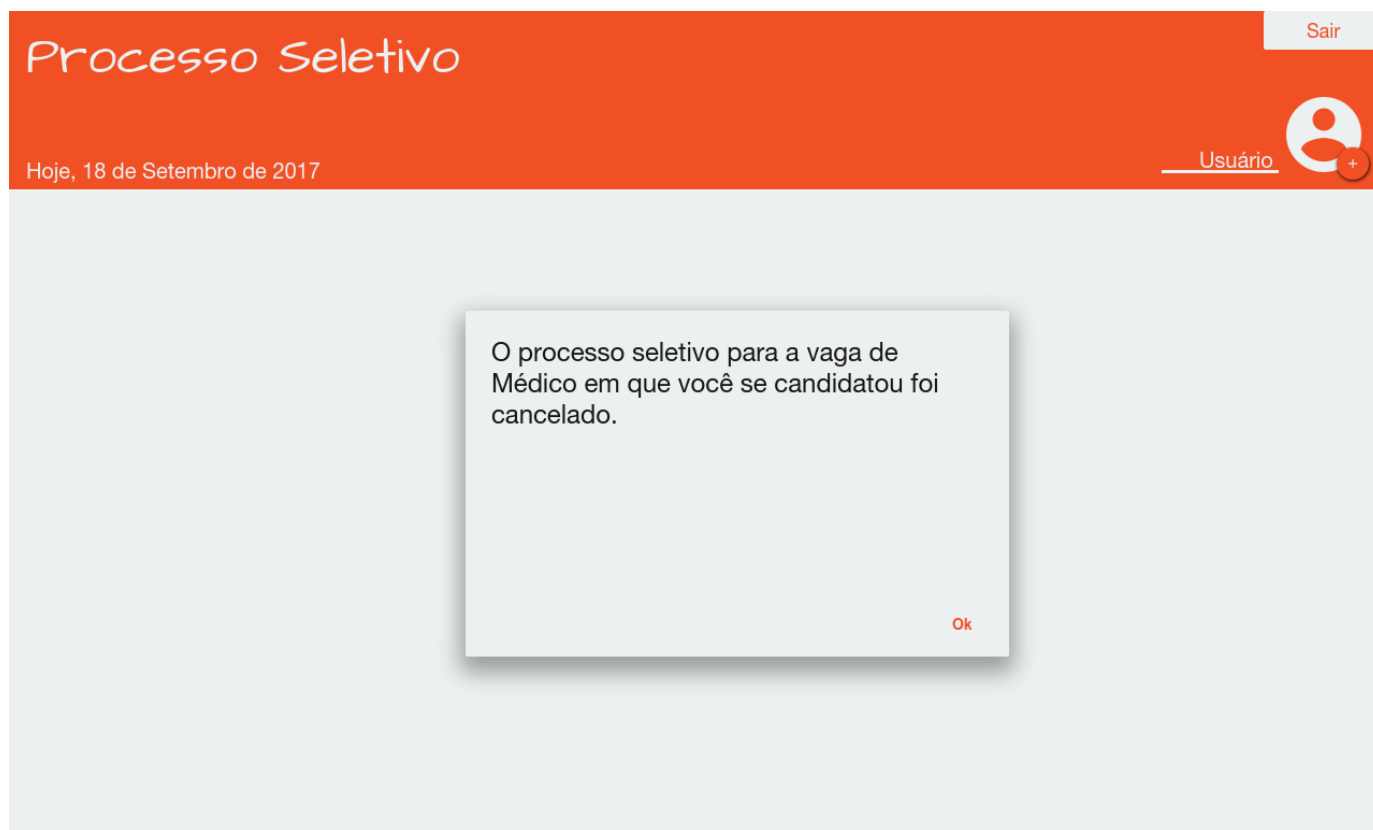 Sair
Processo Seletivo
Usuário
Hoje, 18 de Setembro de 2017
+
O processo seletivo para a vaga de
Médico em que você se candidatou foi
cancelado.
Ok